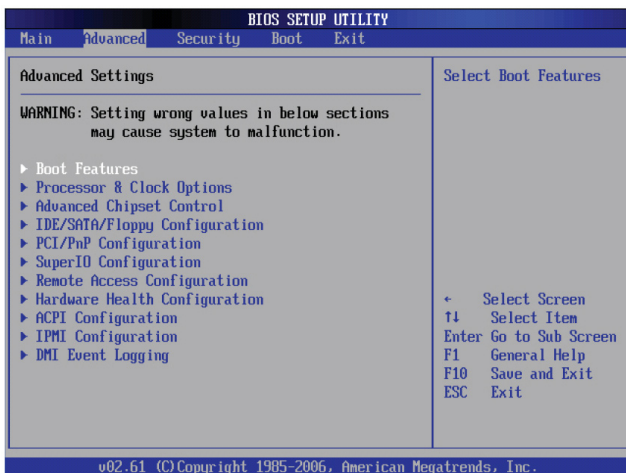 BIOS SETUP UTILITY
Main Advanced Security Boot Exit
Advanced Settings
WARNING: Setting wrong values in below sections
may cause system to malfunction.
▶ Boot Features
▶ Processor & Clock Options
▶ Advanced Chipset Control
▶ IDE/SATA/Floppy Configuration
▶ PCI/PnP Configuration
▶ SuperIO Configuration
▶ Remote Access Configuration
▶ Hardware Health Configuration
▶ ACPI Configuration
▶ IPMI Configuration
▶ DMI Event Logging
Select Boot Features
← Select Screen
↑↓ Select Item
Enter Go to Sub Screen
F1 General Help
F10 Save and Exit
ESC Exit
v02.61 (C)Copyright 1985-2006, American Megatrends, Inc.